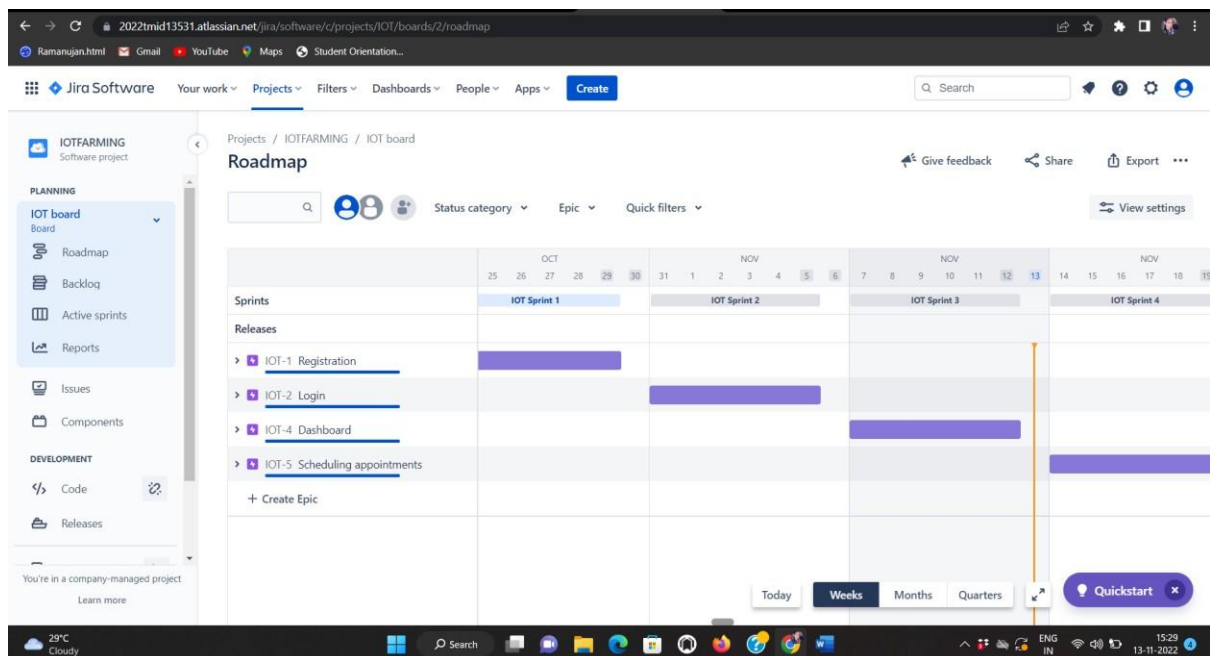 2022tmid13531.atlassian.net/jira/software/c/projects/IOT/boards/2/roadmap
Ramanujan.html Gmail YouTube Maps Student Orientation...
Jira Software Your work Projects Filters Dashboards People Apps Create Search
IOTFARMING
Software project
Projects / IOTFARMING / IOT board
Roadmap
Give feedback Share Export
PLANNING
IOT board
Board
Roadmap
Backlog
Active sprints
Reports
Issues
Components
DEVELOPMENT
Code
Releases
You're in a company-managed project
Learn more
Status category Epic Quick filters View settings
OCT NOV NOV NOV
25 26 27 28 29 30 31 1 2 3 4 5 6 7 8 9 10 11 12 13 14 15 16 17 18 19
Sprints IOT Sprint 1 IOT Sprint 2 IOT Sprint 3 IOT Sprint 4
Releases
IOT-1 Registration
IOT-2 Login
IOT-4 Dashboard
IOT-5 Scheduling appointments
+ Create Epic
Today Weeks Months Quarters Quickstart
29°C
Cloudy
Search
ENG
IN
15:29
13-11-2022
4